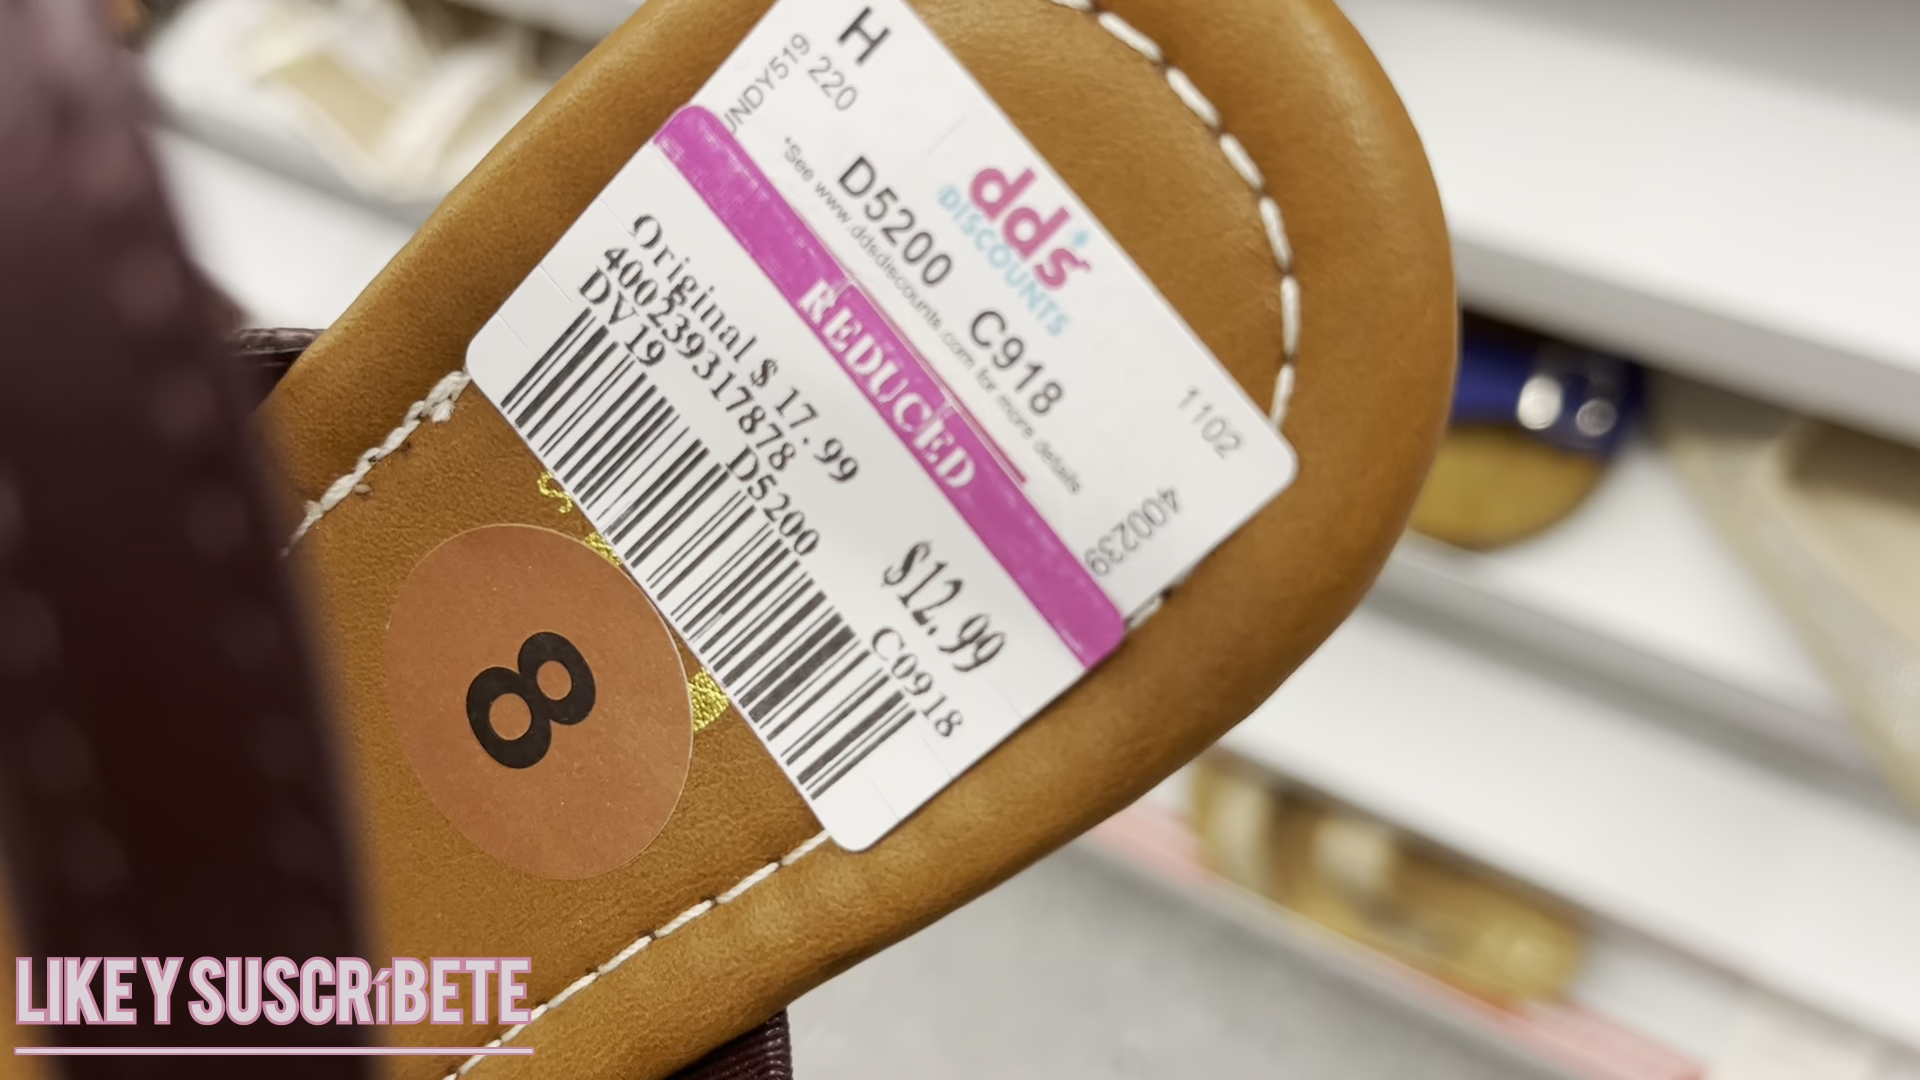 H
220
dd's
DISCOUNTS
D5200 C918
*See www.ddsdiscounts.com for more details
1102
400239
REDUCED
Original $ 17.99
400239317878
DV19 D5200 C0918
$12.99
8
LIKE Y SUSCRíBETE